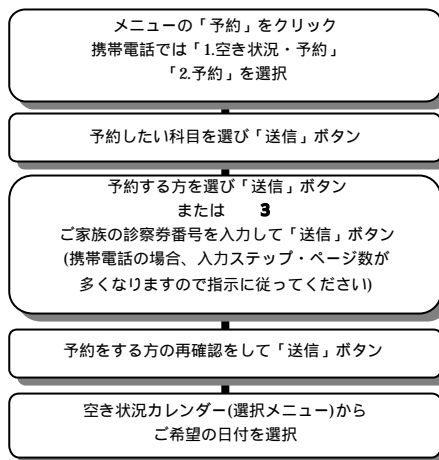 メニューの「予約」をクリック
携帯電話では「1.空き状況・予約」
「2.予約」を選択
予約したい科目を選び「送信」ボタン
予約する方を選び「送信」ボタン
または 3
ご家族の診察券番号を入力して「送信」ボタン
(携帯電話の場合、入力ステップ・ページ数が
多くなりますので指示に従ってください)
予約をする方の再確認をして「送信」ボタン
空き状況カレンダー(選択メニュー)から
ご希望の日付を選択